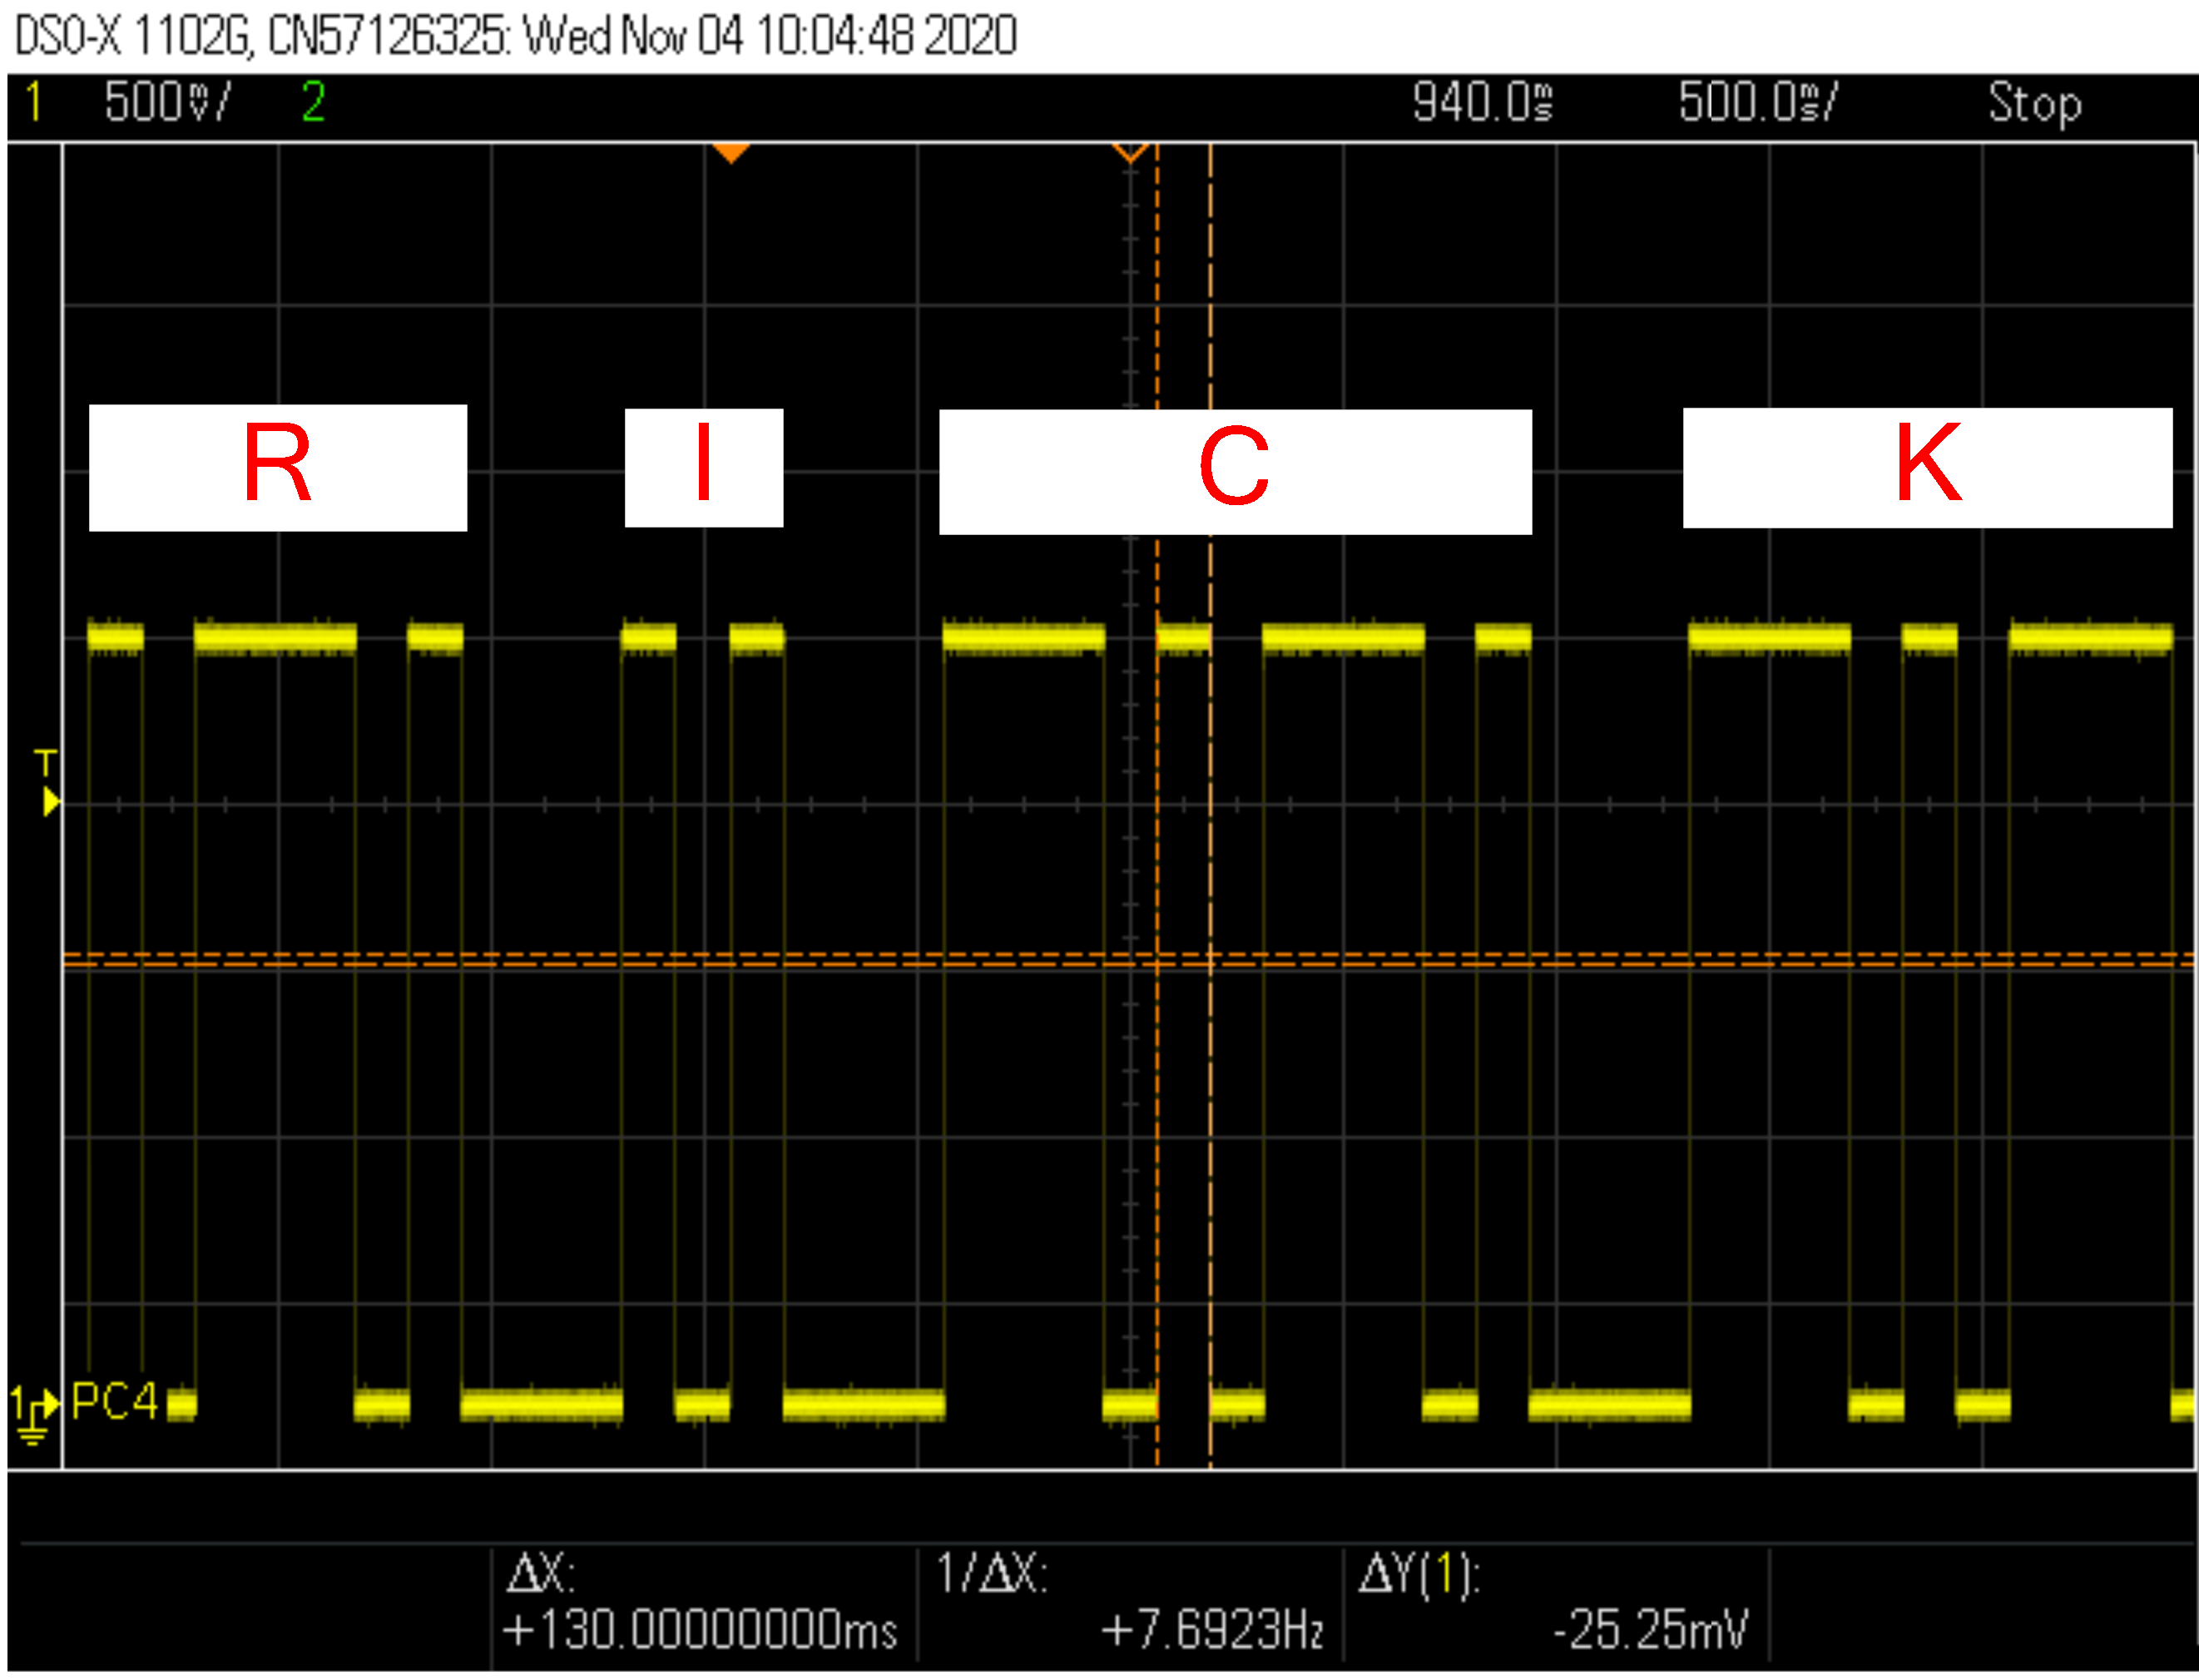 DSO-X 1102G, CN57126325: Wed Nov 04 10:04:48 2020
1 500mV/ 2 940.0ms 500.0ms/ Stop
R I C K
T
1 PC4
ΔX: 1/ΔX: ΔY(1):
+130.00000000ms +7.6923Hz -25.25mV